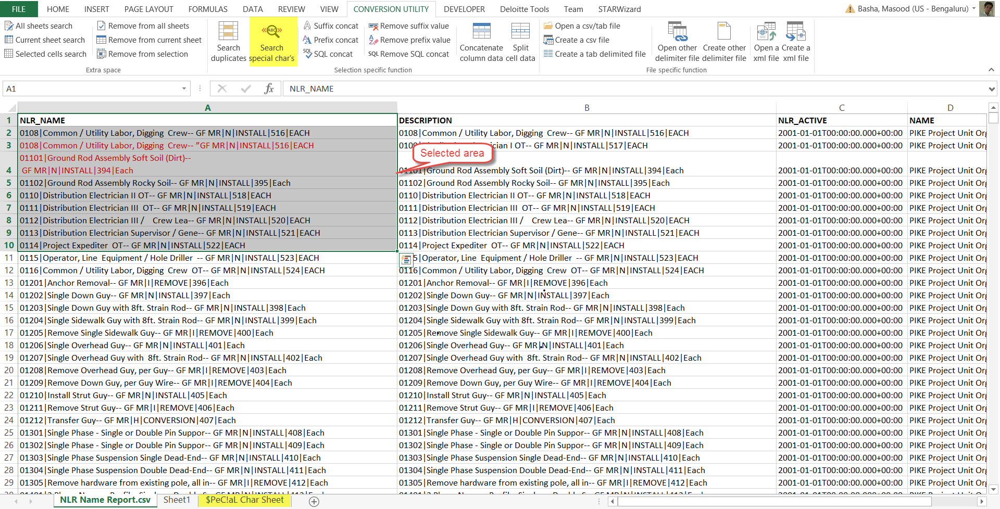 FILE HOME INSERT PAGE LAYOUT FORMULAS DATA REVIEW VIEW CONVERSION UTILITY DEVELOPER Deloitte Tools Team STARWizard Basha, Masood (US - Bengaluru)
All sheets search
Current sheet search
Selected cells search
Remove from all sheets
Remove from current sheet
Remove from selection
Extra space
Search duplicates
ABC
Search special char's
Suffix concat
Prefix concat
SQL concat
Remove suffix value
Remove prefix value
SQL Remove SQL concat
Concatenate column data
Split cell data
Selection specific function
Open a csv/tab file
Create a csv file
Create a tab delimited file
Open other delimiter file
Create other delimiter file
Open a xml file
Create a xml file
File specific function
A1 fx NLR_NAME
A B C D
1 NLR_NAME DESCRIPTION NLR_ACTIVE NAME
2 0108|Common / Utility Labor, Digging  Crew-- GF MR|N|INSTALL|516|EACH 0108|Common / Utility Labor, Digging  Crew-- GF MR|N|INSTALL|516|EACH 2001-01-01T00:00:00.000+00:00 PIKE Project Unit Org
3 0108|Common / Utility Labor, Digging  Crew-- ”GF MR|N|INSTALL|516|EACH I OT-- GF MR|N|INSTALL|517|EACH 2001-01-01T00:00:00.000+00:00 PIKE Project Unit Org
Selected area
01101|Ground Rod Assembly Soft Soil (Dirt)--
4 GF MR|N|INSTALL|394|Each 01101|Ground Rod Assembly Soft Soil (Dirt)-- GF MR|N|INSTALL|394|Each 2001-01-01T00:00:00.000+00:00 PIKE Project Unit Org
5 01102|Ground Rod Assembly Rocky Soil-- GF MR|N|INSTALL|395|Each 01102|Ground Rod Assembly Rocky Soil-- GF MR|N|INSTALL|395|Each 2001-01-01T00:00:00.000+00:00 PIKE Project Unit Org
6 0110|Distribution Electrician II OT-- GF MR|N|INSTALL|518|EACH 0110|Distribution Electrician II OT-- GF MR|N|INSTALL|518|EACH 2001-01-01T00:00:00.000+00:00 PIKE Project Unit Org
7 0111|Distribution Electrician III  OT-- GF MR|N|INSTALL|519|EACH 0111|Distribution Electrician III  OT-- GF MR|N|INSTALL|519|EACH 2001-01-01T00:00:00.000+00:00 PIKE Project Unit Org
8 0112|Distribution Electrician III /    Crew Lea-- GF MR|N|INSTALL|520|EACH 0112|Distribution Electrician III /    Crew Lea-- GF MR|N|INSTALL|520|EACH 2001-01-01T00:00:00.000+00:00 PIKE Project Unit Org
9 0113|Distribution Electrician Supervisor / Gene-- GF MR|N|INSTALL|521|EACH 0113|Distribution Electrician Supervisor / Gene-- GF MR|N|INSTALL|521|EACH 2001-01-01T00:00:00.000+00:00 PIKE Project Unit Org
10 0114|Project Expediter  OT-- GF MR|N|INSTALL|522|EACH 0114|Project Expediter  OT-- GF MR|N|INSTALL|522|EACH 2001-01-01T00:00:00.000+00:00 PIKE Project Unit Org
11 0115|Operator, Line  Equipment / Hole Driller  -- GF MR|N|INSTALL|523|EACH 5|Operator, Line  Equipment / Hole Driller  -- GF MR|N|INSTALL|523|EACH 2001-01-01T00:00:00.000+00:00 PIKE Project Unit Org
12 0116|Common / Utility Labor, Digging  Crew  OT-- GF MR|N|INSTALL|524|EACH 0116|Common / Utility Labor, Digging  Crew  OT-- GF MR|N|INSTALL|524|EACH 2001-01-01T00:00:00.000+00:00 PIKE Project Unit Org
13 01201|Anchor Removal-- GF MR|I|REMOVE|396|Each 01201|Anchor Removal-- GF MR|I|REMOVE|396|Each 2001-01-01T00:00:00.000+00:00 PIKE Project Unit Org
14 01202|Single Down Guy-- GF MR|N|INSTALL|397|Each 01202|Single Down Guy-- GF MR|N|INSTALL|397|Each 2001-01-01T00:00:00.000+00:00 PIKE Project Unit Org
15 01203|Single Down Guy with 8ft. Strain Rod-- GF MR|N|INSTALL|398|Each 01203|Single Down Guy with 8ft. Strain Rod-- GF MR|N|INSTALL|398|Each 2001-01-01T00:00:00.000+00:00 PIKE Project Unit Org
16 01204|Single Sidewalk Guy with 8ft. Strain Rod-- GF MR|N|INSTALL|399|Each 01204|Single Sidewalk Guy with 8ft. Strain Rod-- GF MR|N|INSTALL|399|Each 2001-01-01T00:00:00.000+00:00 PIKE Project Unit Org
17 01205|Remove Single Sidewalk Guy-- GF MR|I|REMOVE|400|Each 01205|Remove Single Sidewalk Guy-- GF MR|I|REMOVE|400|Each 2001-01-01T00:00:00.000+00:00 PIKE Project Unit Org
18 01206|Single Overhead Guy-- GF MR|N|INSTALL|401|Each 01206|Single Overhead Guy-- GF MR|N|INSTALL|401|Each 2001-01-01T00:00:00.000+00:00 PIKE Project Unit Org
19 01207|Single Overhead Guy with  8ft. Strain Rod-- GF MR|N|INSTALL|402|Each 01207|Single Overhead Guy with  8ft. Strain Rod-- GF MR|N|INSTALL|402|Each 2001-01-01T00:00:00.000+00:00 PIKE Project Unit Org
20 01208|Remove Overhead Guy, per Guy-- GF MR|I|REMOVE|403|Each 01208|Remove Overhead Guy, per Guy-- GF MR|I|REMOVE|403|Each 2001-01-01T00:00:00.000+00:00 PIKE Project Unit Org
21 01209|Remove Down Guy, per Guy Wire-- GF MR|I|REMOVE|404|Each 01209|Remove Down Guy, per Guy Wire-- GF MR|I|REMOVE|404|Each 2001-01-01T00:00:00.000+00:00 PIKE Project Unit Org
22 01210|Install Strut Guy-- GF MR|N|INSTALL|405|Each 01210|Install Strut Guy-- GF MR|N|INSTALL|405|Each 2001-01-01T00:00:00.000+00:00 PIKE Project Unit Org
23 01211|Remove Strut Guy-- GF MR|I|REMOVE|406|Each 01211|Remove Strut Guy-- GF MR|I|REMOVE|406|Each 2001-01-01T00:00:00.000+00:00 PIKE Project Unit Org
24 01212|Transfer Guy-- GF MR|H|CONVERSION|407|Each 01212|Transfer Guy-- GF MR|H|CONVERSION|407|Each 2001-01-01T00:00:00.000+00:00 PIKE Project Unit Org
25 01301|Single Phase - Single or Double Pin Suppor-- GF MR|N|INSTALL|408|Each 01301|Single Phase - Single or Double Pin Suppor-- GF MR|N|INSTALL|408|Each 2001-01-01T00:00:00.000+00:00 PIKE Project Unit Org
26 01302|Single Phase - Single or Double Pin Suppor-- GF MR|N|INSTALL|409|Each 01302|Single Phase - Single or Double Pin Suppor-- GF MR|N|INSTALL|409|Each 2001-01-01T00:00:00.000+00:00 PIKE Project Unit Org
27 01303|Single Phase Suspension Single Dead-End-- GF MR|N|INSTALL|410|Each 01303|Single Phase Suspension Single Dead-End-- GF MR|N|INSTALL|410|Each 2001-01-01T00:00:00.000+00:00 PIKE Project Unit Org
28 01304|Single Phase Suspension Double Dead-End-- GF MR|N|INSTALL|411|Each 01304|Single Phase Suspension Double Dead-End-- GF MR|N|INSTALL|411|Each 2001-01-01T00:00:00.000+00:00 PIKE Project Unit Org
29 01305|Remove hardware from existing pole, all in-- GF MR|I|REMOVE|412|Each 01305|Remove hardware from existing pole, all in-- GF MR|I|REMOVE|412|Each 2001-01-01T00:00:00.000+00:00 PIKE Project Unit Org
NLR Name Report.csv Sheet1 $PeC!aL Char Sheet